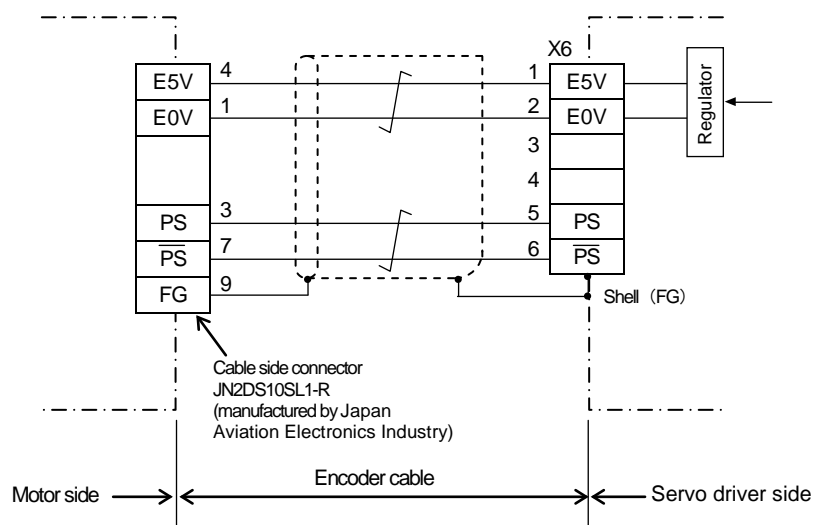 X6
E5V 4 1 E5V
E0V 1 2 E0V
Regulator
3
4
PS 3 5 PS
P̅S̅ 7 6 P̅S̅
FG 9
Shell (FG)
Cable side connector
JN2DS10SL1-R
(manufactured by Japan
Aviation Electronics Industry)
Motor side Encoder cable Servo driver side